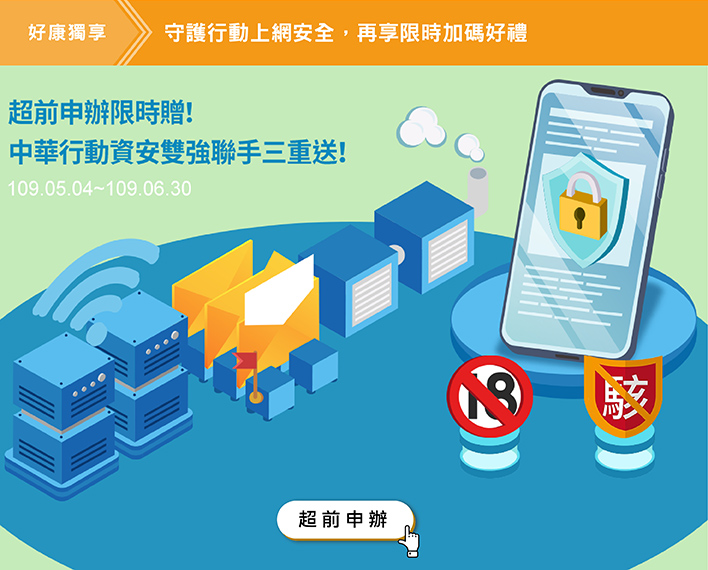 好康獨享
守護行動上網安全，再享限時加碼好禮
超前申辦限時贈!
中華行動資安雙強聯手三重送!
109.05.04~109.06.30
18
駭
超前申辦